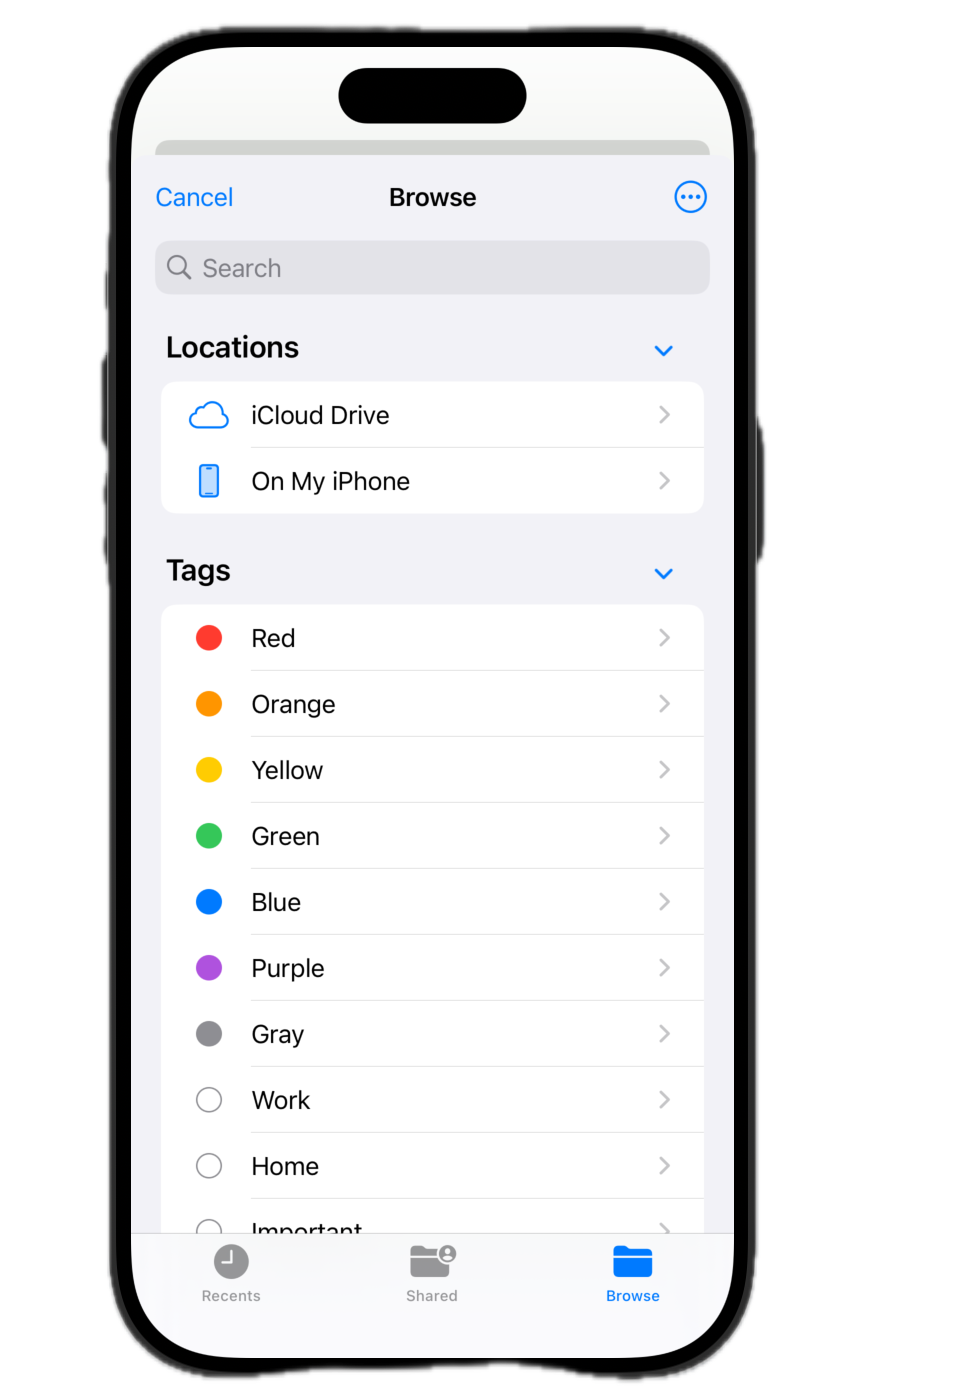 Cancel Browse
Search
Locations
iCloud Drive
On My iPhone
Tags
Red
Orange
Yellow
Green
Blue
Purple
Gray
Work
Home
Important
Recents Shared Browse